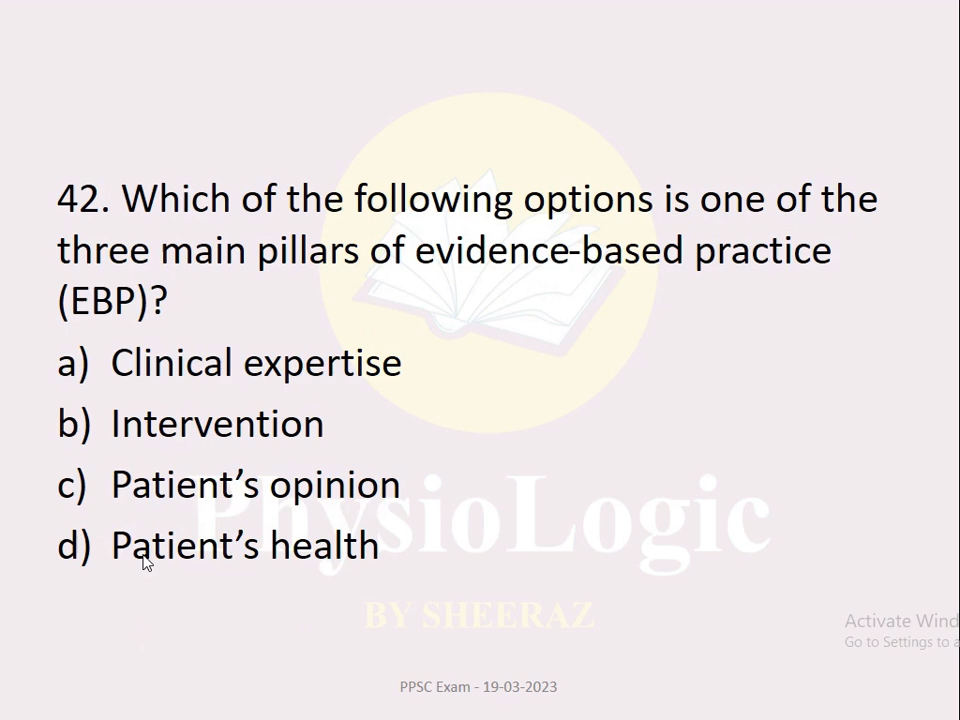 42. Which of the following options is one of the
three main pillars of evidence-based practice
(EBP)?
a) Clinical expertise
b) Intervention
c) Patient’s opinion
d) Patient’s health
PhysioLogic
BY SHEERAZ
Activate Wind
Go to Settings to a
PPSC Exam - 19-03-2023